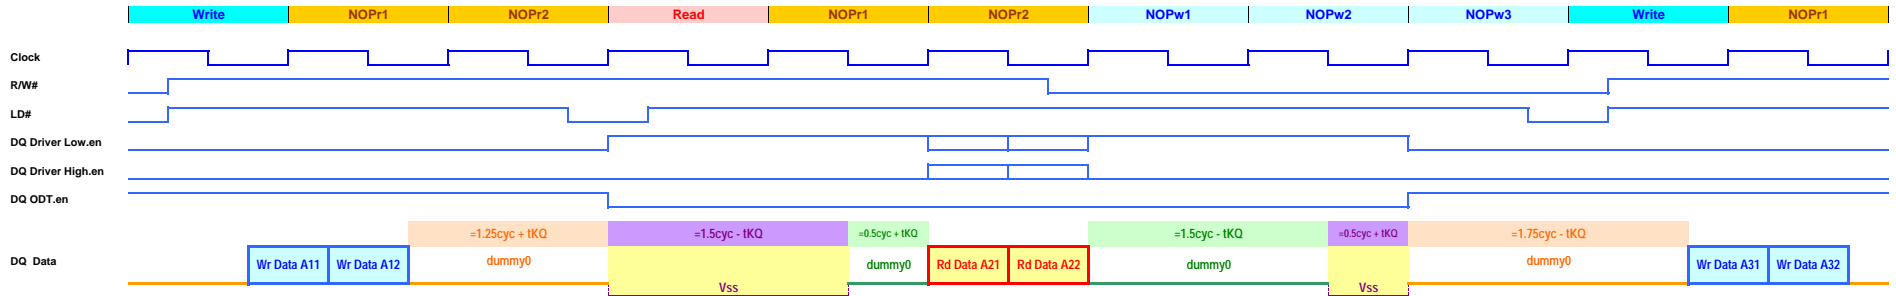 Write NOPr1 NOPr2 Read NOPr1 NOPr2 NOPw1 NOPw2 NOPw3 Write NOPr1
Clock
R/W#
LD#
DQ Driver Low.en
DQ Driver High.en
DQ ODT.en
=1.25cyc + tKQ =1.5cyc - tKQ =0.5cyc + tKQ =1.5cyc - tKQ =0.5cyc + tKQ =1.75cyc - tKQ
DQ Data Wr Data A11 Wr Data A12 dummy0 dummy0 Rd Data A21 Rd Data A22 dummy0 dummy0 Wr Data A31 Wr Data A32
Vss Vss